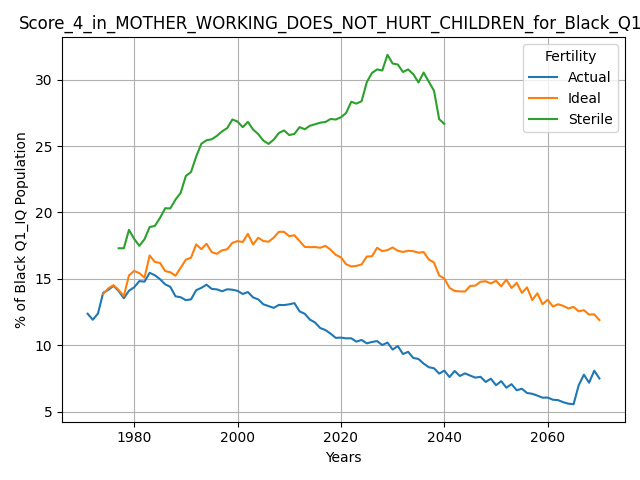 Score_4_in_MOTHER_WORKING_DOES_NOT_HURT_CHILDREN_for_Black_Q1
Fertility
Actual
Ideal
Sterile
% of Black Q1_IQ Population
30
25
20
15
10
5
1980
2000
2020
2040
2060
Years